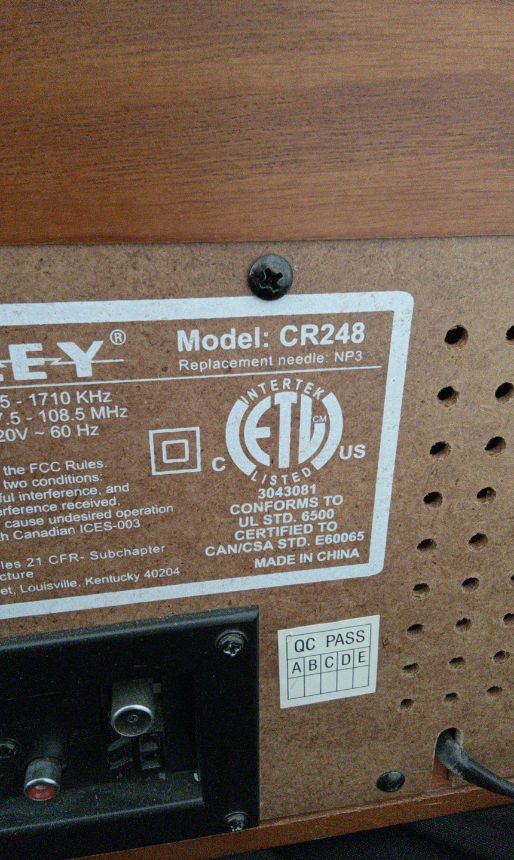 EY®
Model: CR248
Replacement needle: NP3
5 - 1710 KHz
7.5 - 108.5 MHz
20V ~ 60 Hz
the FCC Rules.
two conditions:
ful interference, and
erference received,
cause undesired operation
h Canadian ICES-003
les 21 CFR- Subchapter
cture
et, Louisville, Kentucky 40204
INTERTEK
ETL CM
LISTED
C US
3043081
CONFORMS TO
UL STD. 6500
CERTIFIED TO
CAN/CSA STD. E60065
MADE IN CHINA
QC PASS
A B C D E